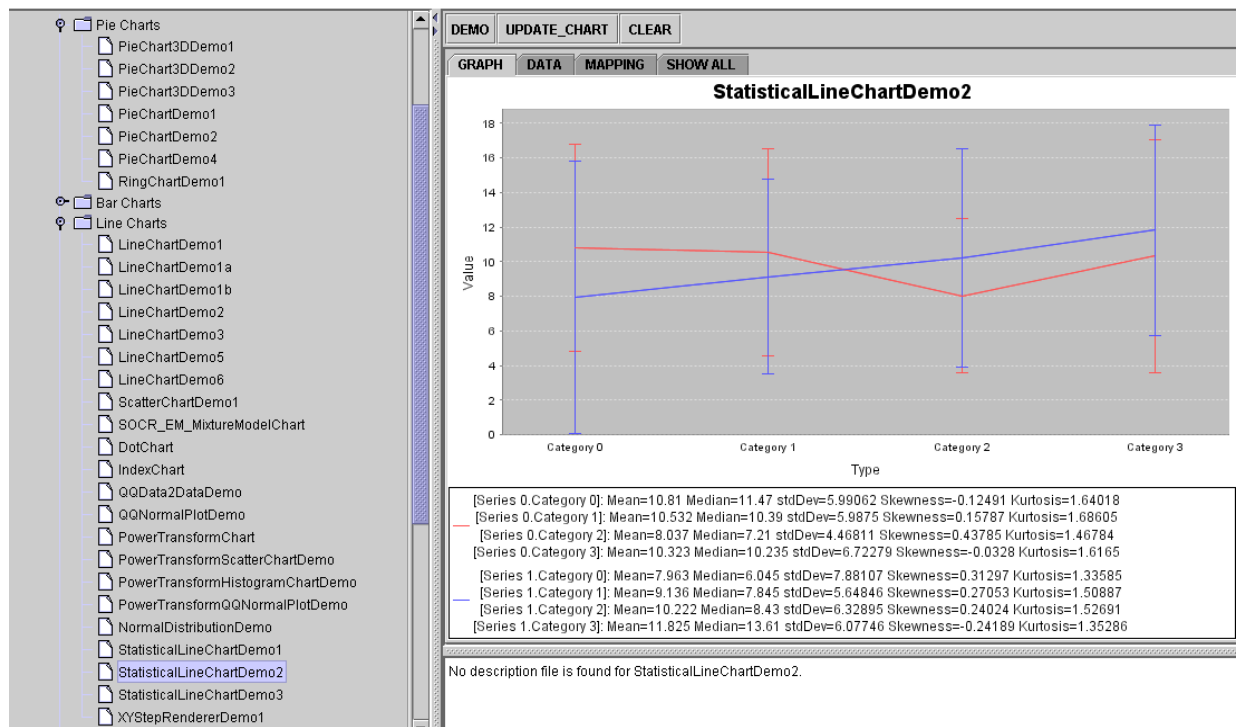 Pie Charts
PieChart3DDemo1
PieChart3DDemo2
PieChart3DDemo3
PieChartDemo1
PieChartDemo2
PieChartDemo4
RingChartDemo1
Bar Charts
Line Charts
LineChartDemo1
LineChartDemo1a
LineChartDemo1b
LineChartDemo2
LineChartDemo3
LineChartDemo5
LineChartDemo6
ScatterChartDemo1
SOCR_EM_MixtureModelChart
DotChart
IndexChart
QQData2DataDemo
QQNormalPlotDemo
PowerTransformChart
PowerTransformScatterChartDemo
PowerTransformHistogramChartDemo
PowerTransformQQNormalPlotDemo
NormalDistributionDemo
StatisticalLineChartDemo1
StatisticalLineChartDemo2
StatisticalLineChartDemo3
XYStepRendererDemo1
DEMO UPDATE_CHART CLEAR
GRAPH DATA MAPPING SHOW ALL
StatisticalLineChartDemo2
Value
18
16
14
12
10
8
6
4
2
0
Category 0 Category 1 Category 2 Category 3
Type
[Series 0.Category 0]: Mean=10.81 Median=11.47 stdDev=5.99062 Skewness=-0.12491 Kurtosis=1.64018
[Series 0.Category 1]: Mean=10.532 Median=10.39 stdDev=5.9875 Skewness=0.15787 Kurtosis=1.68605
[Series 0.Category 2]: Mean=8.037 Median=7.21 stdDev=4.46811 Skewness=0.43785 Kurtosis=1.46784
[Series 0.Category 3]: Mean=10.323 Median=10.235 stdDev=6.72279 Skewness=-0.0328 Kurtosis=1.6165
[Series 1.Category 0]: Mean=7.963 Median=6.045 stdDev=7.88107 Skewness=0.31297 Kurtosis=1.33585
[Series 1.Category 1]: Mean=9.136 Median=7.845 stdDev=5.64846 Skewness=0.27053 Kurtosis=1.50887
[Series 1.Category 2]: Mean=10.222 Median=8.43 stdDev=6.32895 Skewness=0.24024 Kurtosis=1.52691
[Series 1.Category 3]: Mean=11.825 Median=13.61 stdDev=6.07746 Skewness=-0.24189 Kurtosis=1.35286
No description file is found for StatisticalLineChartDemo2.